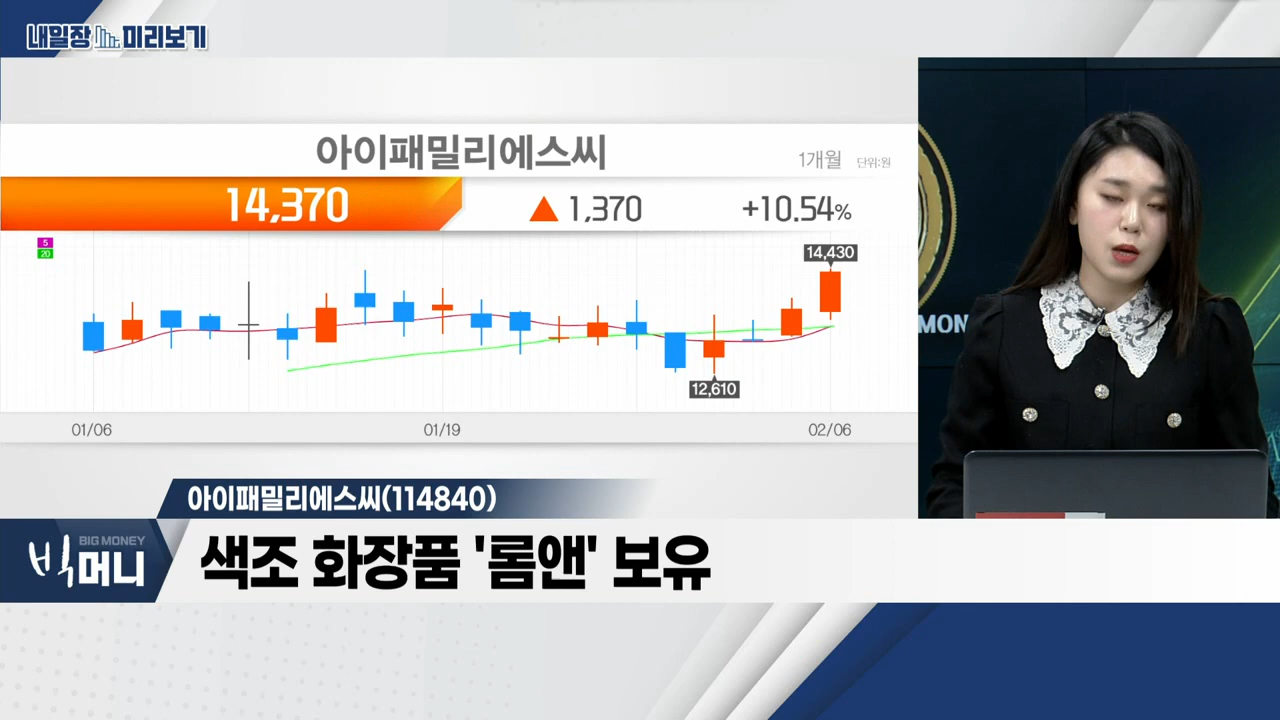 내일장 미리보기
아이패밀리에스씨
1개월 단위:원
14,370 ▲ 1,370 +10.54%
5
20
14,430
12,610
01/06 01/19 02/06
MON
아이패밀리에스씨(114840)
빅머니 BIG MONEY
색조 화장품 '롬앤' 보유